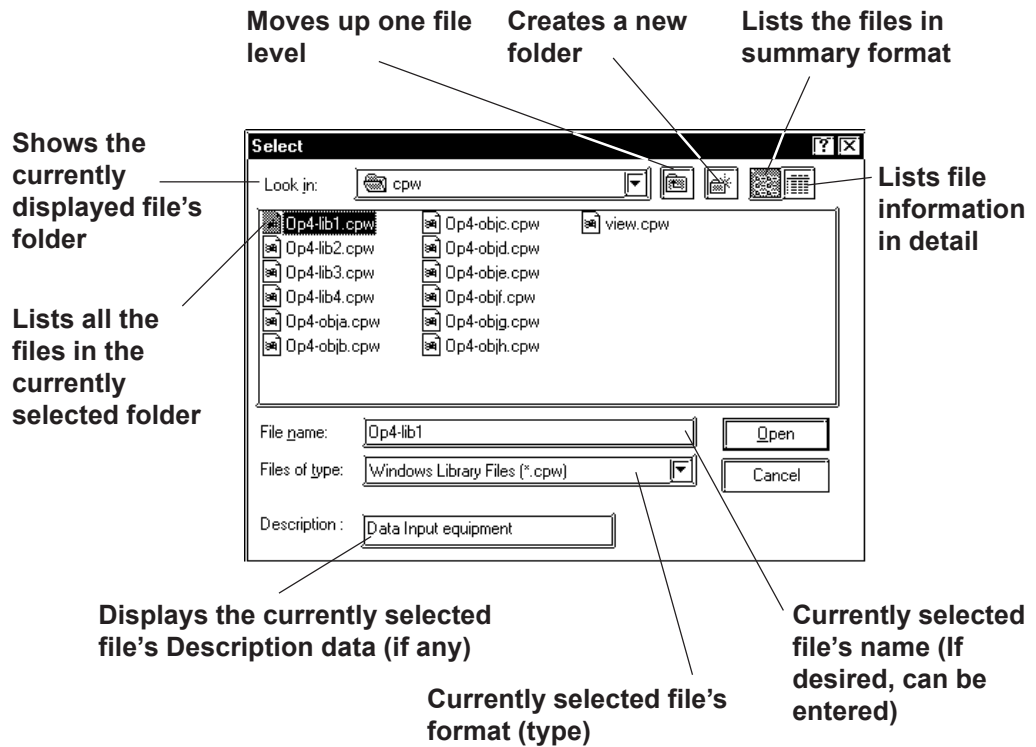 Moves up one file
level
Creates a new
folder
Lists the files in
summary format
Shows the
currently
displayed file's
folder
Lists all the
files in the
currently
selected folder
Select
Look in:
cpw
Lists file
information
in detail
Op4-lib1.cpw
Op4-lib2.cpw
Op4-lib3.cpw
Op4-lib4.cpw
Op4-obja.cpw
Op4-objb.cpw
Op4-objc.cpw
Op4-objd.cpw
Op4-obje.cpw
Op4-objf.cpw
Op4-objg.cpw
Op4-objh.cpw
view.cpw
File name:
Op4-lib1
Open
Files of type:
Windows Library Files (*.cpw)
Cancel
Description :
Data Input equipment
Displays the currently selected
file's Description data (if any)
Currently selected file's
format (type)
Currently selected
file's name (If
desired, can be
entered)